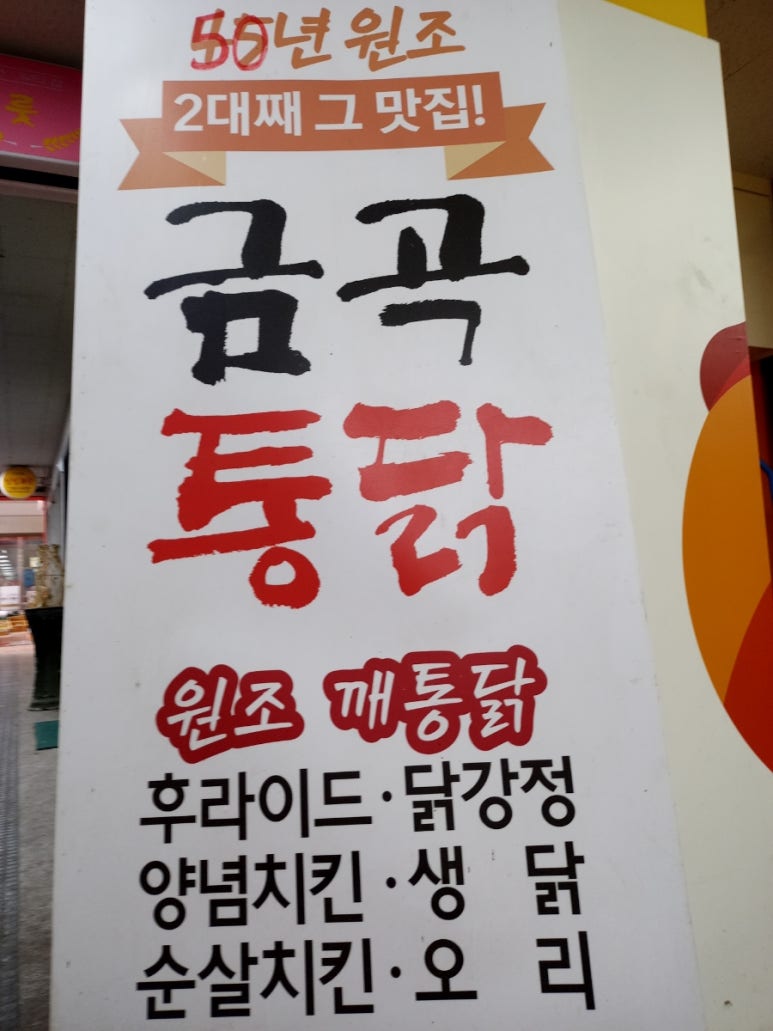 50년 원조
2대째 그 맛집!
금곡
통닭
원조 깨통닭
후라이드·닭강정
양념치킨·생 닭
순살치킨·오 리